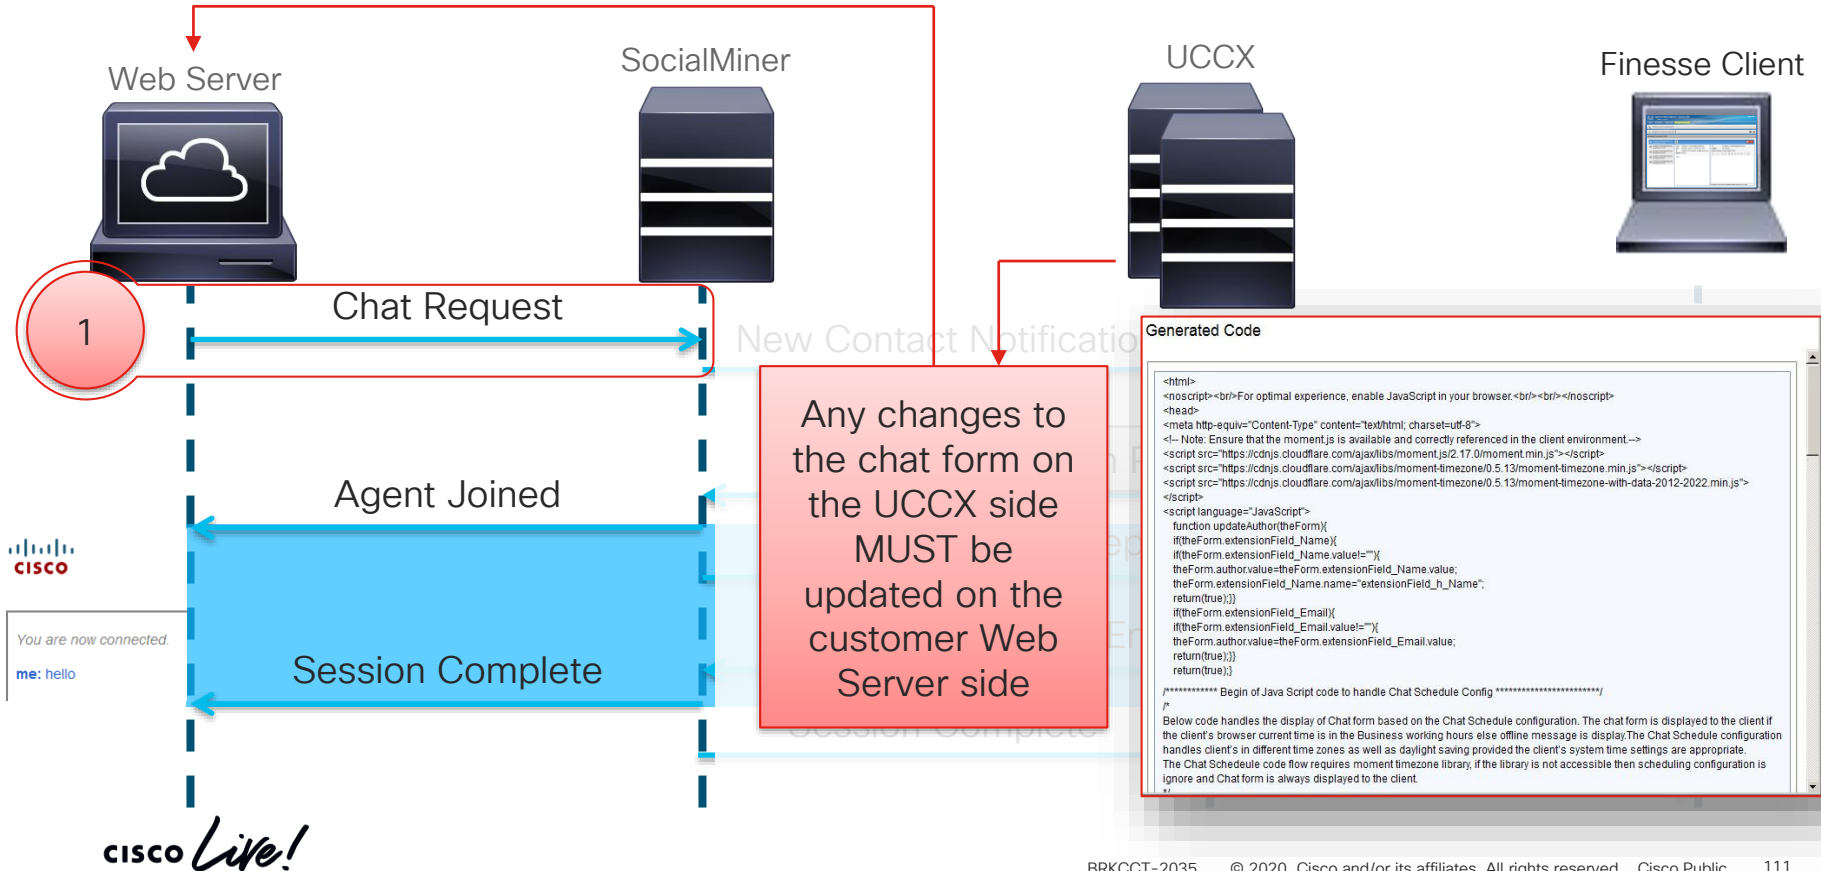 Web Server
SocialMiner
UCCX
Finesse Client
1
Chat Request
New Contact Notificatio
Agent Joined
Session Complete
Session Complete
Any changes to
the chat form on
the UCCX side
MUST be
updated on the
customer Web
Server side
CISCO
You are now connected.
me: hello
Generated Code
<html>
<noscript><br/>For optimal experience, enable JavaScript in your browser.<br/><br/></noscript>
<head>
<meta http-equiv="Content-Type" content="text/html; charset=utf-8">
<!-- Note: Ensure that the moment.js is available and correctly referenced in the client environment.-->
<script src="https://cdnjs.cloudflare.com/ajax/libs/moment.js/2.17.0/moment.min.js"></script>
<script src="https://cdnjs.cloudflare.com/ajax/libs/moment-timezone/0.5.13/moment-timezone.min.js"></script>
<script src="https://cdnjs.cloudflare.com/ajax/libs/moment-timezone/0.5.13/moment-timezone-with-data-2012-2022.min.js">
</script>
<script language="JavaScript">
function updateAuthor(theForm){
if(theForm.extensionField_Name){
if(theForm.extensionField_Name.value!=""){
theForm.author.value=theForm.extensionField_Name.value;
theForm.extensionField_Name.name="extensionField_h_Name";
return(true);}}
if(theForm.extensionField_Email){
if(theForm.extensionField_Email.value!=""){
theForm.author.value=theForm.extensionField_Email.value;
return(true);}}
return(true);}
/************ Begin of Java Script code to handle Chat Schedule Config ************************/
/*
Below code handles the display of Chat form based on the Chat Schedule configuration. The chat form is displayed to the client if
the client's browser current time is in the Business working hours else offline message is display.The Chat Schedule configuration
handles client's in different time zones as well as daylight saving provided the client's system time settings are appropriate.
The Chat Schedeule code flow requires moment timezone library, if the library is not accessible then scheduling configuration is
ignore and Chat form is always displayed to the client.
*/
CISCO Live!
BRKCCT-2035 © 2020 Cisco and/or its affiliates. All rights reserved. Cisco Public 111